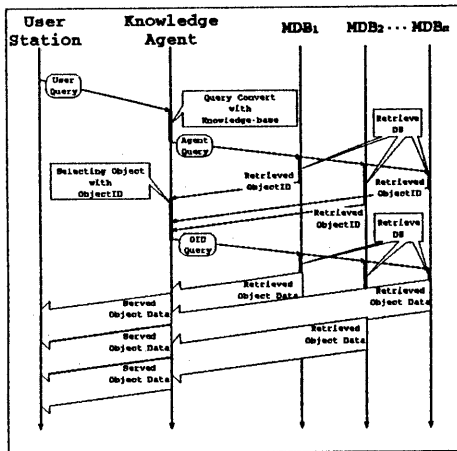 User Station
Knowledge Agent
MDB1
MDB2 ··· MDBn
User Query
Query Convert
with
Knowledge-base
Agent Query
Retrieve DB
Selecting Object
with
ObjectID
Retrieved ObjectID
Retrieved ObjectID
Retrieved ObjectID
OID Query
Retrieve DB
Retrieved Object Data
Retrieved Object Data
Served Object Data
Retrieved Object Data
Served Object Data
Served Object Data